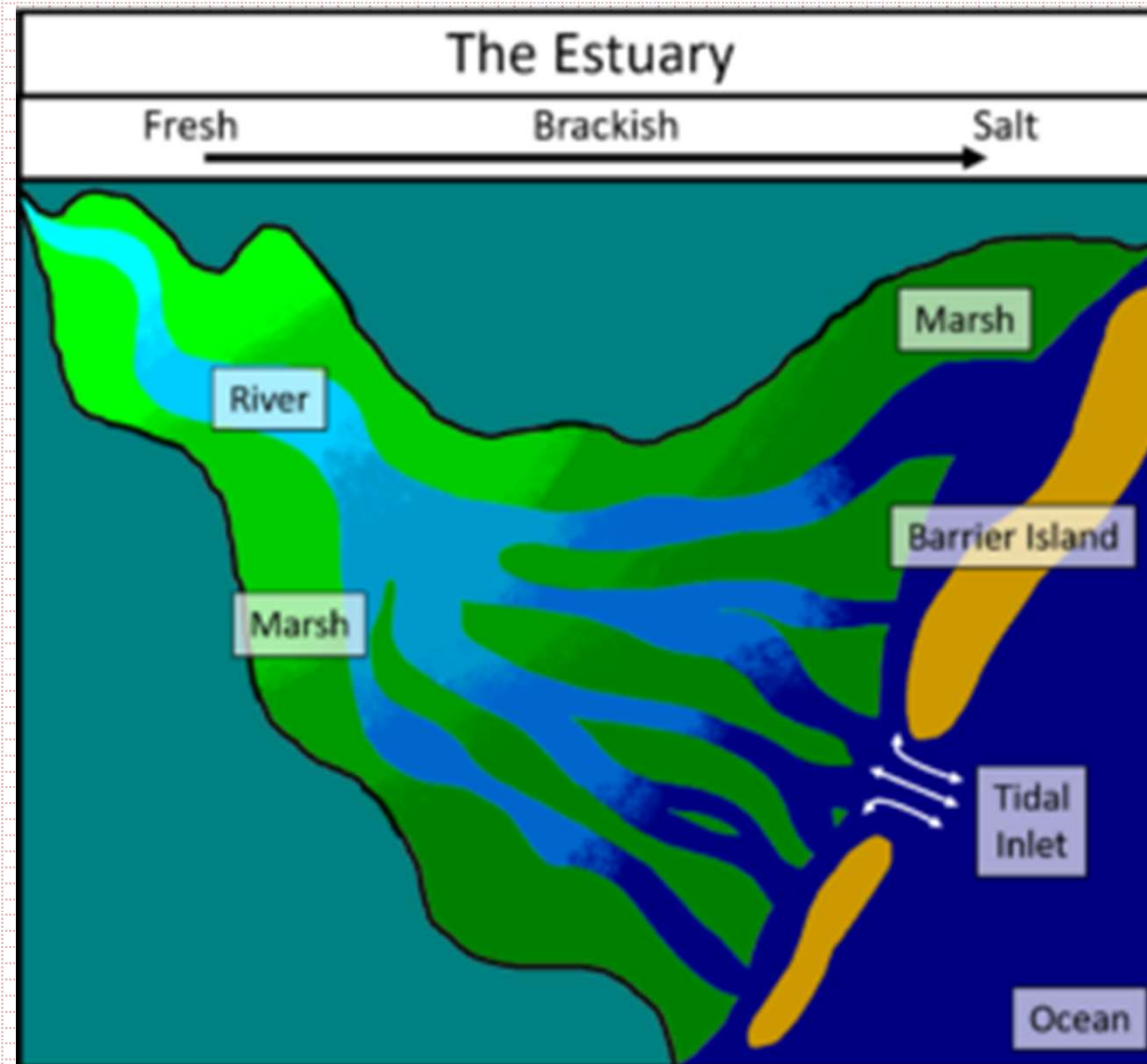 The Estuary
Fresh Brackish Salt
Marsh
River
Barrier Island
Marsh
Tidal
Inlet
Ocean